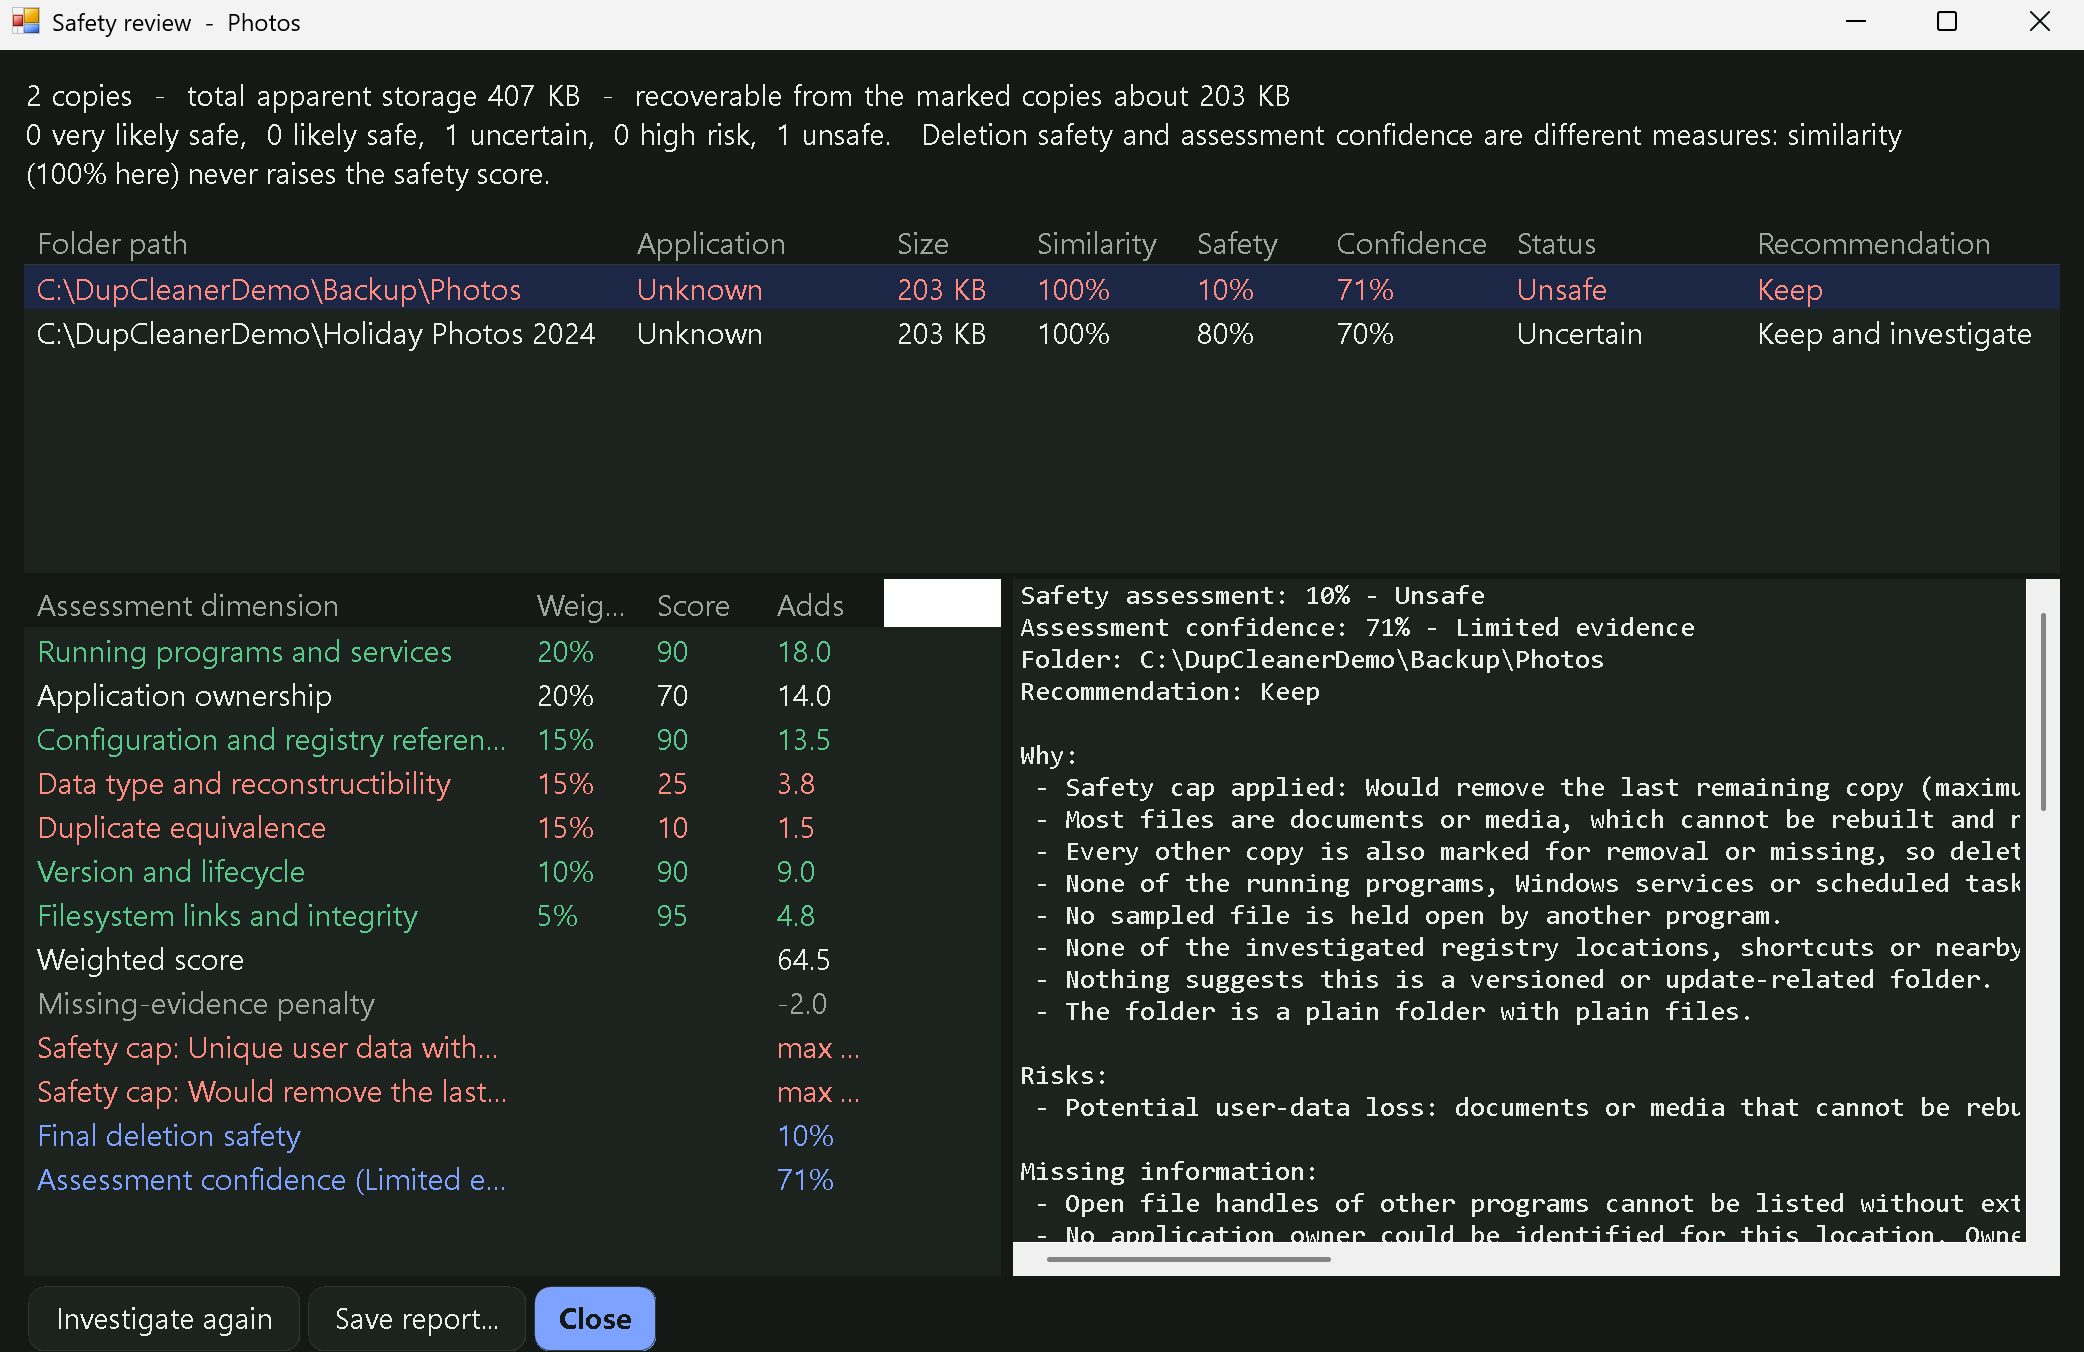 Safety review - Photos
2 copies - total apparent storage 407 KB - recoverable from the marked copies about 203 KB
0 very likely safe, 0 likely safe, 1 uncertain, 0 high risk, 1 unsafe. Deletion safety and assessment confidence are different measures: similarity
(100% here) never raises the safety score.
Folder path Application Size Similarity Safety Confidence Status Recommendation
C:\DupCleanerDemo\Backup\Photos Unknown 203 KB 100% 10% 71% Unsafe Keep
C:\DupCleanerDemo\Holiday Photos 2024 Unknown 203 KB 100% 80% 70% Uncertain Keep and investigate
Assessment dimension Weig... Score Adds
Running programs and services 20% 90 18.0
Application ownership 20% 70 14.0
Configuration and registry referen... 15% 90 13.5
Data type and reconstructibility 15% 25 3.8
Duplicate equivalence 15% 10 1.5
Version and lifecycle 10% 90 9.0
Filesystem links and integrity 5% 95 4.8
Weighted score 64.5
Missing-evidence penalty -2.0
Safety cap: Unique user data with... max ...
Safety cap: Would remove the last... max ...
Final deletion safety 10%
Assessment confidence (Limited e... 71%
Safety assessment: 10% - Unsafe
Assessment confidence: 71% - Limited evidence
Folder: C:\DupCleanerDemo\Backup\Photos
Recommendation: Keep
Why:
- Safety cap applied: Would remove the last remaining copy (maximu
- Most files are documents or media, which cannot be rebuilt and r
- Every other copy is also marked for removal or missing, so delet
- None of the running programs, Windows services or scheduled task
- No sampled file is held open by another program.
- None of the investigated registry locations, shortcuts or nearby
- Nothing suggests this is a versioned or update-related folder.
- The folder is a plain folder with plain files.
Risks:
- Potential user-data loss: documents or media that cannot be rebu
Missing information:
- Open file handles of other programs cannot be listed without ext
- No application owner could be identified for this location. Owne
Investigate again Save report... Close